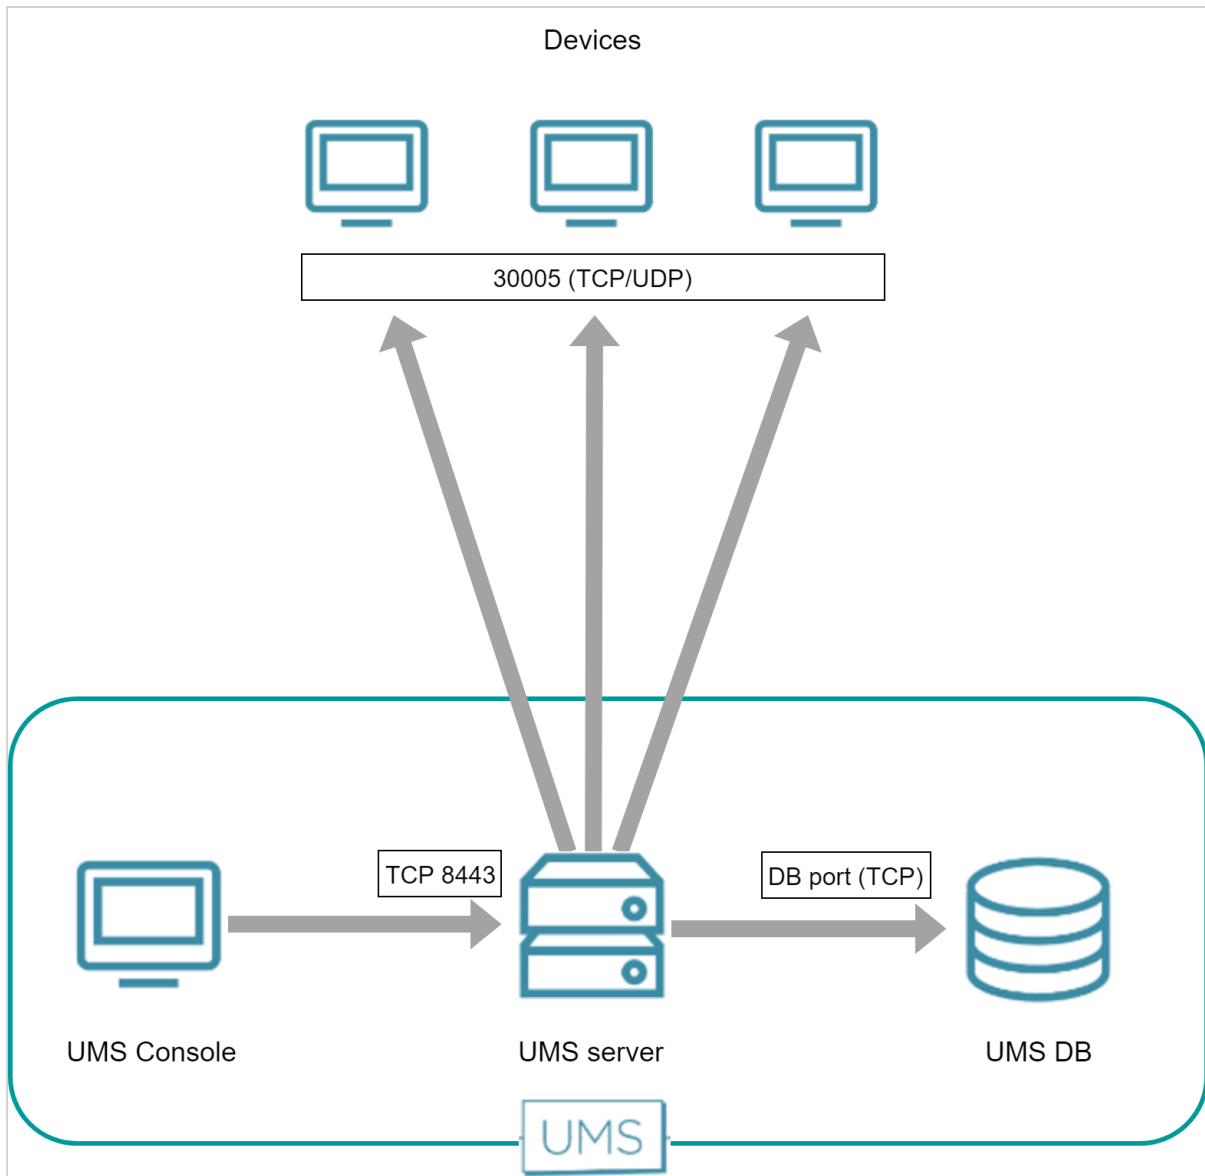 Devices
30005 (TCP/UDP)
TCP 8443
DB port (TCP)
UMS Console
UMS server
UMS DB
UMS